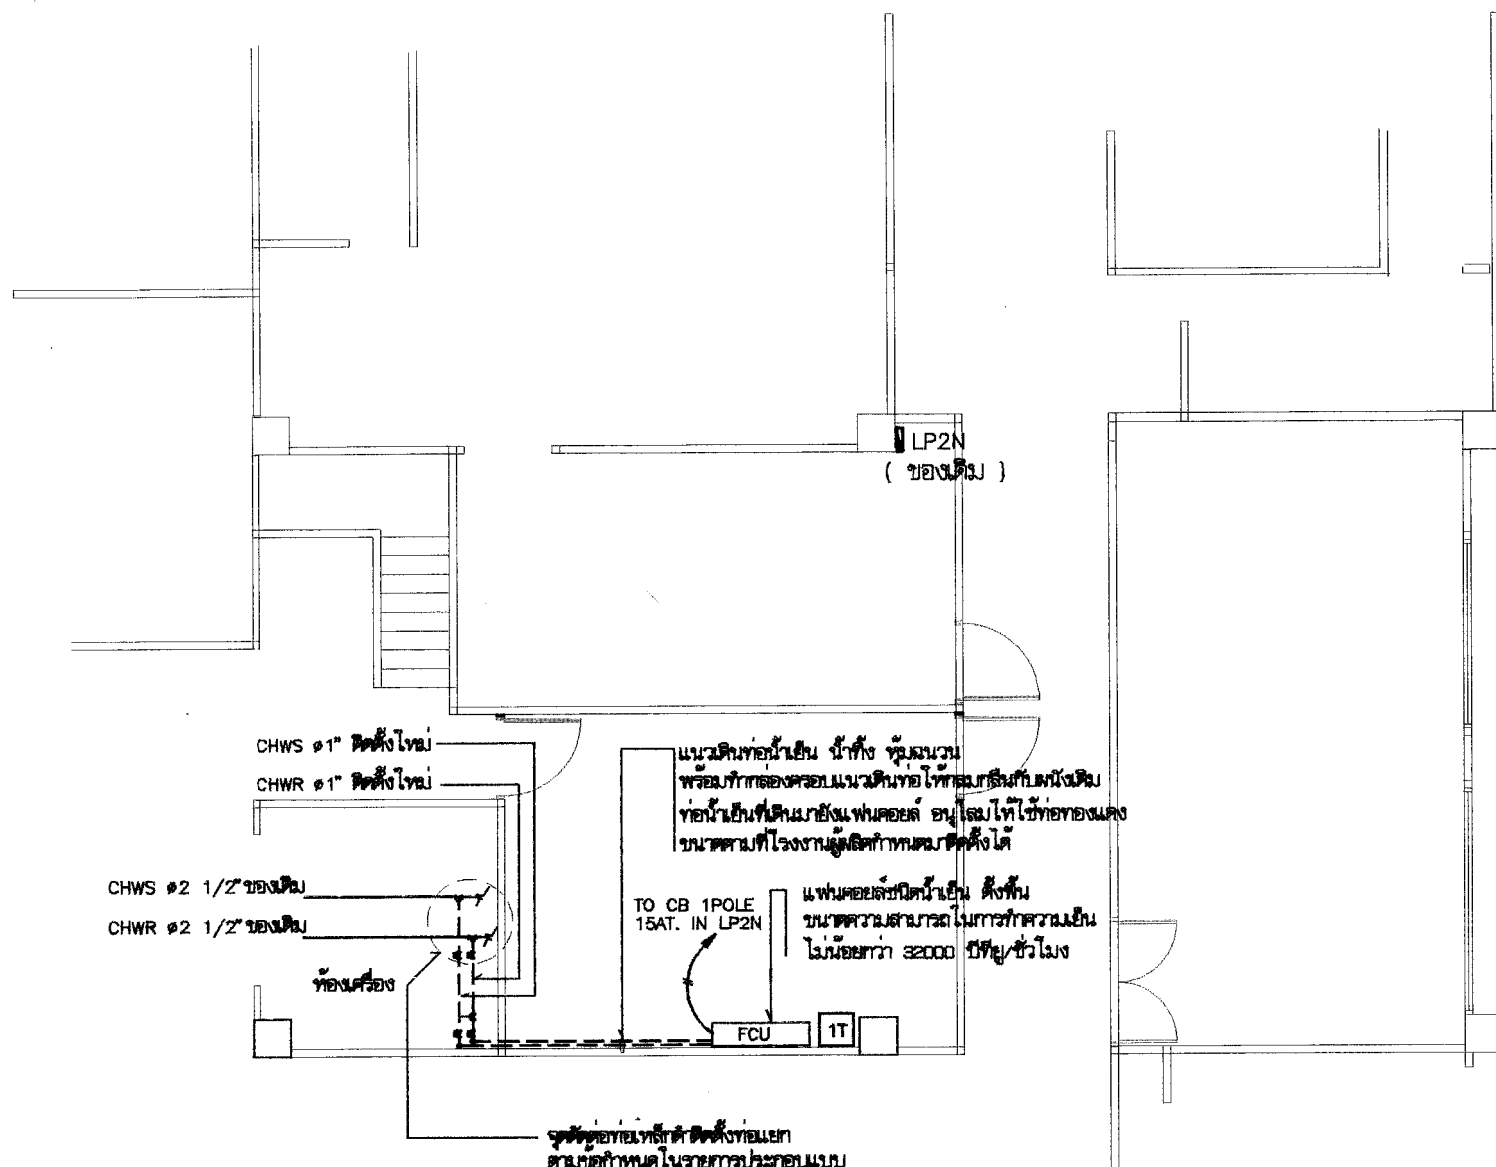 LP2N
( ของเดิม )
CHWS ø1" ติดตั้งใหม่
CHWR ø1" ติดตั้งใหม่
แนวเดินท่อน้ำเย็น น้ำทิ้ง หุ้มฉนวน
พร้อมทำกล่องครอบแนวเดินท่อให้กลมกลืนกับผนังเดิม
ท่อน้ำเย็นที่เดินมายังแฟนคอยล์ อนุโลมให้ใช้ท่อทองแดง
ขนาดตามที่โรงงานผู้ผลิตกำหนดมาติดตั้งได้
CHWS ø2 1/2" ของเดิม
CHWR ø2 1/2" ของเดิม
ห้องเครื่อง
TO CB 1POLE
15AT. IN LP2N
แฟนคอยล์ชนิดน้ำเย็น ตั้งพื้น
ขนาดความสามารถในการทำความเย็น
ไม่น้อยกว่า 32000 บีทียู/ชั่วโมง
FCU
1T
จุดตัดต่อท่อเหล็กดำติดตั้งท่อแยก
ตามข้อกำหนดในรายการประกอบแบบ